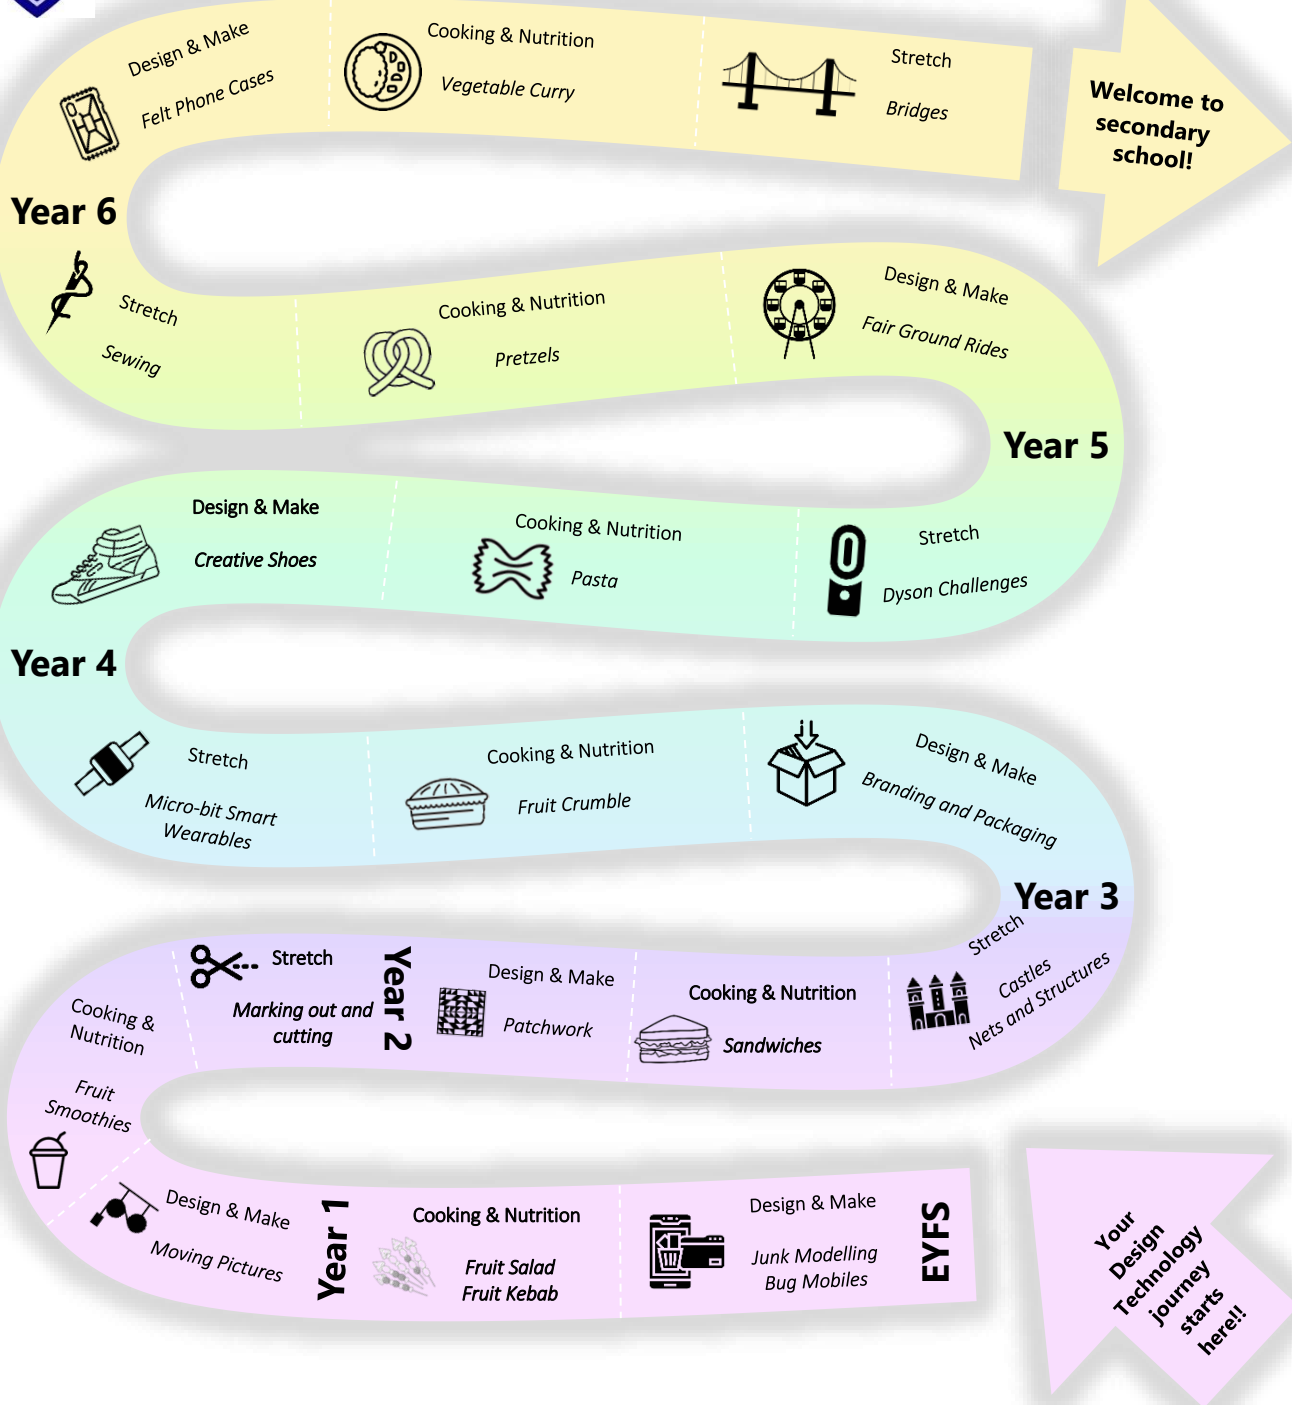 Design & Make
Felt Phone Cases
Cooking & Nutrition
Vegetable Curry
Stretch
Bridges
Welcome to
secondary
school!
Year 6
Stretch
Sewing
Cooking & Nutrition
Pretzels
Design & Make
Fair Ground Rides
Year 5
Design & Make
Creative Shoes
Cooking & Nutrition
Pasta
Stretch
Dyson Challenges
Year 4
Stretch
Micro-bit Smart
Wearables
Cooking & Nutrition
Fruit Crumble
Design & Make
Branding and Packaging
Year 3
Stretch
Castles
Nets and Structures
Cooking & Nutrition
Sandwiches
Design & Make
Patchwork
Year 2
Stretch
Marking out and
cutting
Cooking &
Nutrition
Fruit
Smoothies
Design & Make
Moving Pictures
Year 1
Cooking & Nutrition
Fruit Salad
Fruit Kebab
Design & Make
Junk Modelling
Bug Mobiles
EYFS
Your
Design
Technology
journey
starts
here!!